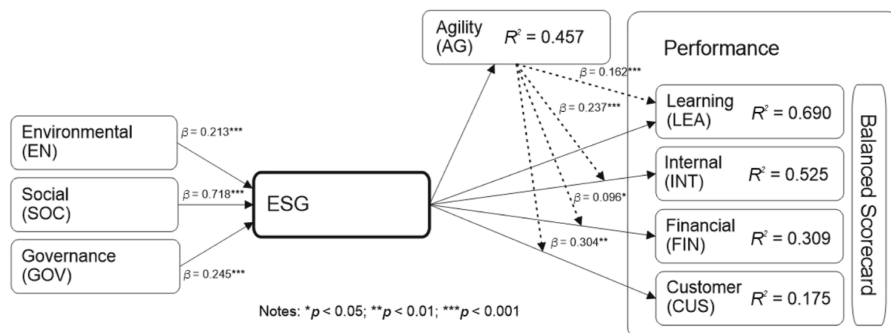 Agility
(AG)
R² = 0.457
Performance
β = 0.162***
β = 0.237***
β = 0.096*
β = 0.304**
Learning
(LEA)
R² = 0.690
Internal
(INT)
R² = 0.525
Financial
(FIN)
R² = 0.309
Customer
(CUS)
R² = 0.175
Balanced Scorecard
Environmental
(EN)
β = 0.213***
Social
(SOC)
β = 0.718***
Governance
(GOV)
β = 0.245***
ESG
Notes: *p < 0.05; **p < 0.01; ***p < 0.001